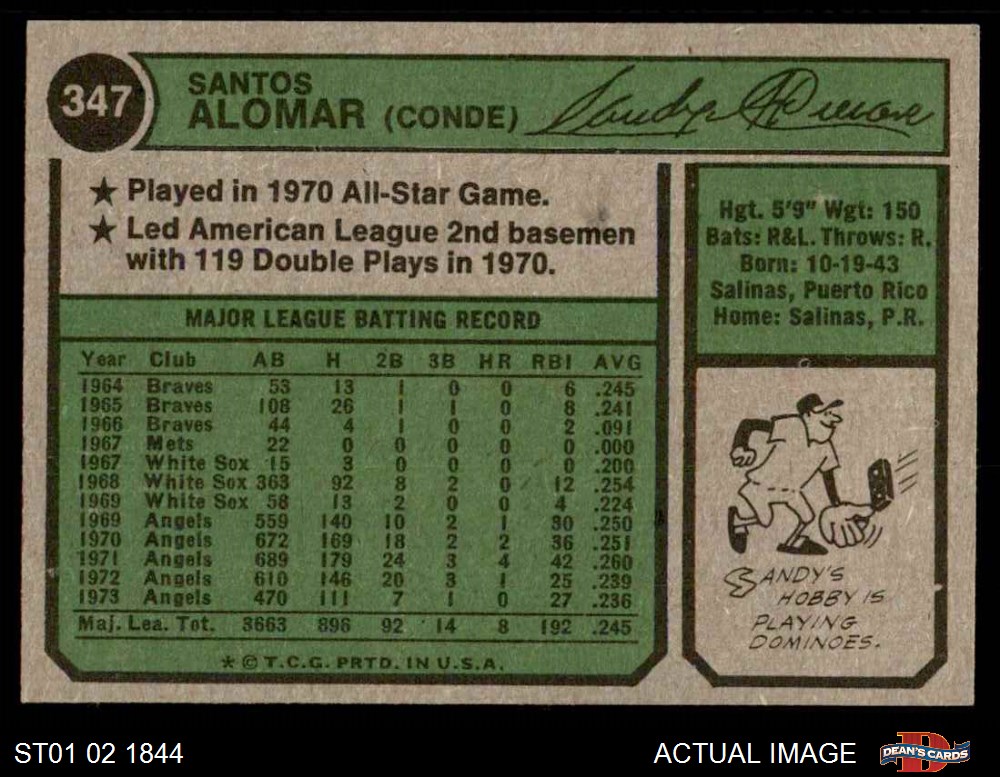 347
SANTOS
ALOMAR (CONDE)
Sandy Alomar
★ Played in 1970 All-Star Game.
★ Led American League 2nd basemen
with 119 Double Plays in 1970.
Hgt. 5'9" Wgt: 150
Bats: R&L. Throws: R.
Born: 10-19-43
Salinas, Puerto Rico
Home: Salinas, P.R.
MAJOR LEAGUE BATTING RECORD
Year Club AB H 2B 3B HR RBI AVG
1964 Braves 53 13 1 0 0 6 .245
1965 Braves 108 26 1 1 0 8 .241
1966 Braves 44 4 1 0 0 2 .091
1967 Mets 22 0 0 0 0 0 .000
1967 White Sox 15 3 0 0 0 0 .200
1968 White Sox 363 92 8 2 0 12 .254
1969 White Sox 58 13 2 0 0 4 .224
1969 Angels 559 140 10 2 1 30 .250
1970 Angels 672 169 18 2 2 36 .251
1971 Angels 689 179 24 3 4 42 .260
1972 Angels 610 146 20 3 1 25 .239
1973 Angels 470 111 7 1 0 27 .236
Maj. Lea. Tot. 3663 896 92 14 8 192 .245
* © T.C.G. PRTD. IN U.S.A.
SANDY'S
HOBBY IS
PLAYING
DOMINOES.
ST01 02 1844
ACTUAL IMAGE
DEAN'S CARDS